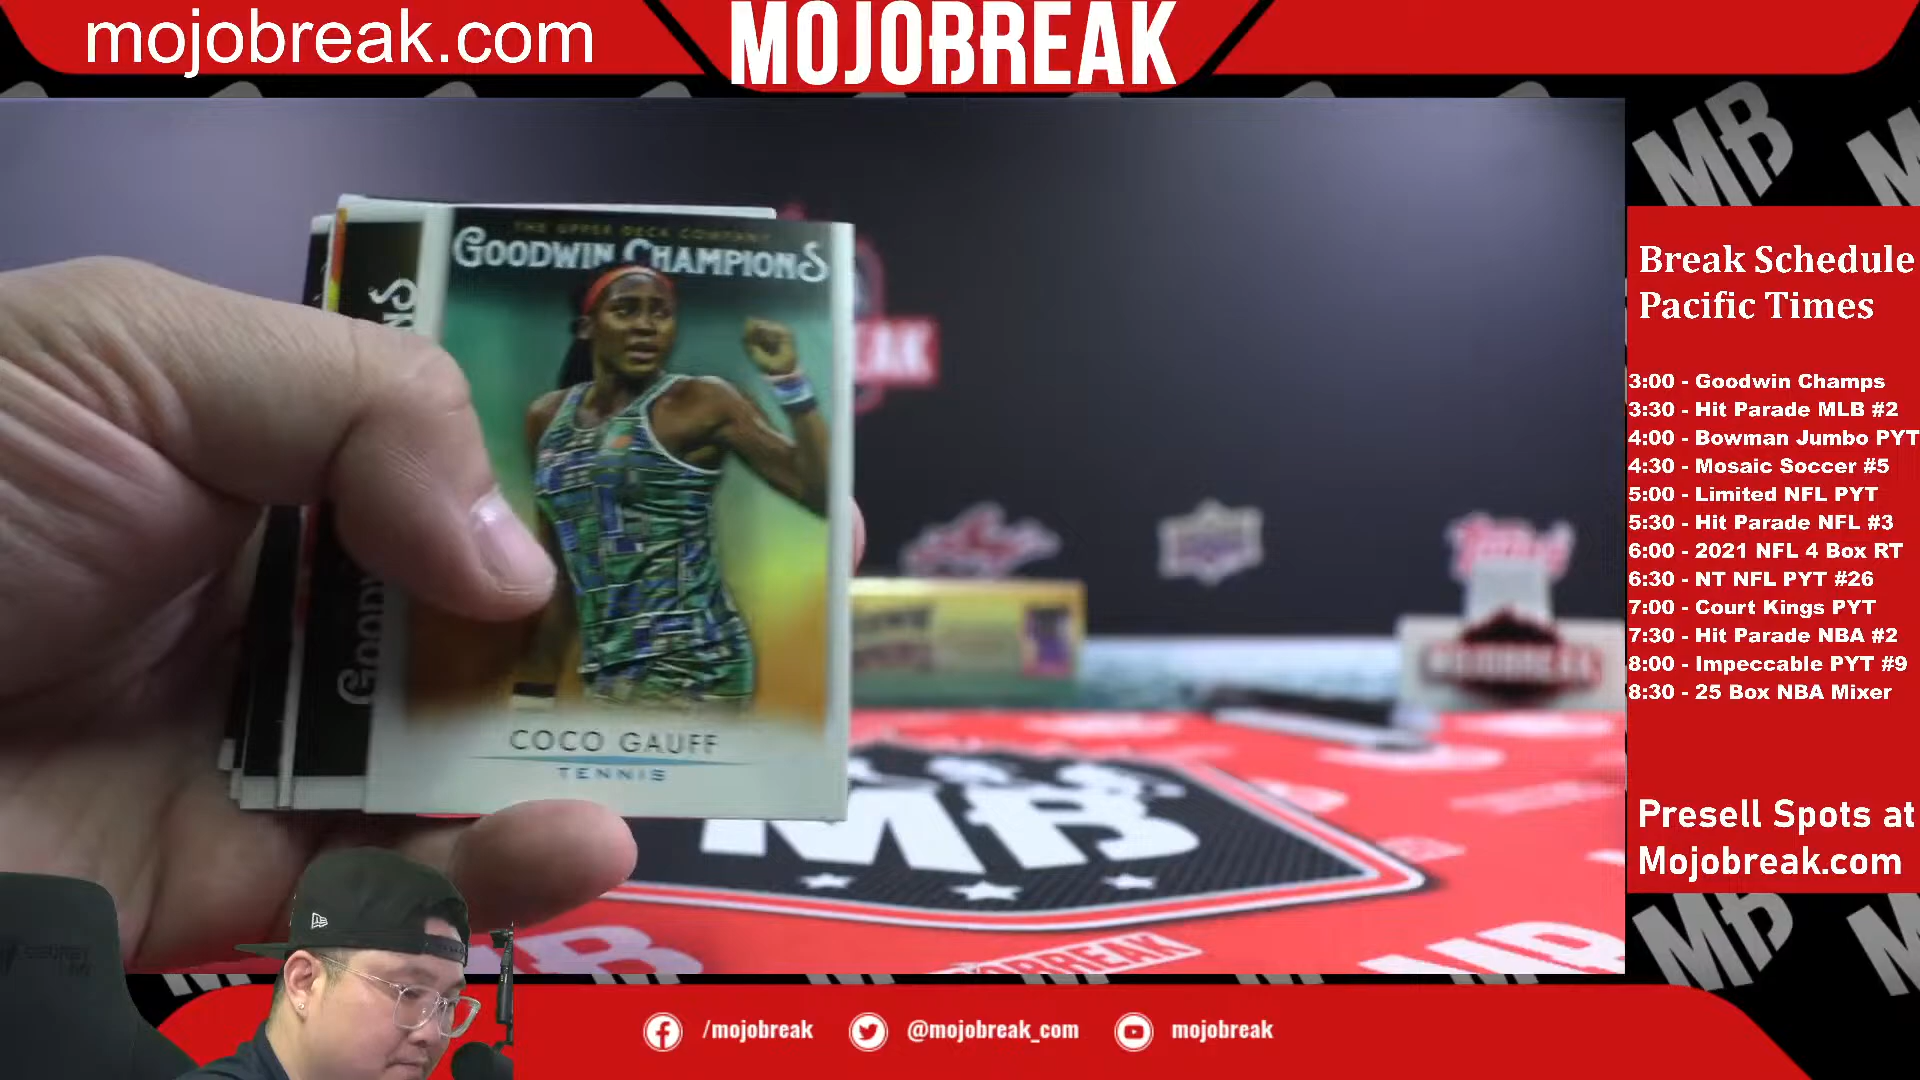 mojobreak.com
MOJOBREAK
THE UPPER DECK COMPANY
GOODWIN CHAMPIONS
COCO GAUFF
TENNIS
MB
Break Schedule
Pacific Times
3:00 - Goodwin Champs
3:30 - Hit Parade MLB #2
4:00 - Bowman Jumbo PYT
4:30 - Mosaic Soccer #5
5:00 - Limited NFL PYT
5:30 - Hit Parade NFL #3
6:00 - 2021 NFL 4 Box RT
6:30 - NT NFL PYT #26
7:00 - Court Kings PYT
7:30 - Hit Parade NBA #2
8:00 - Impeccable PYT #9
8:30 - 25 Box NBA Mixer
Presell Spots at
Mojobreak.com
/mojobreak
@mojobreak_com
mojobreak